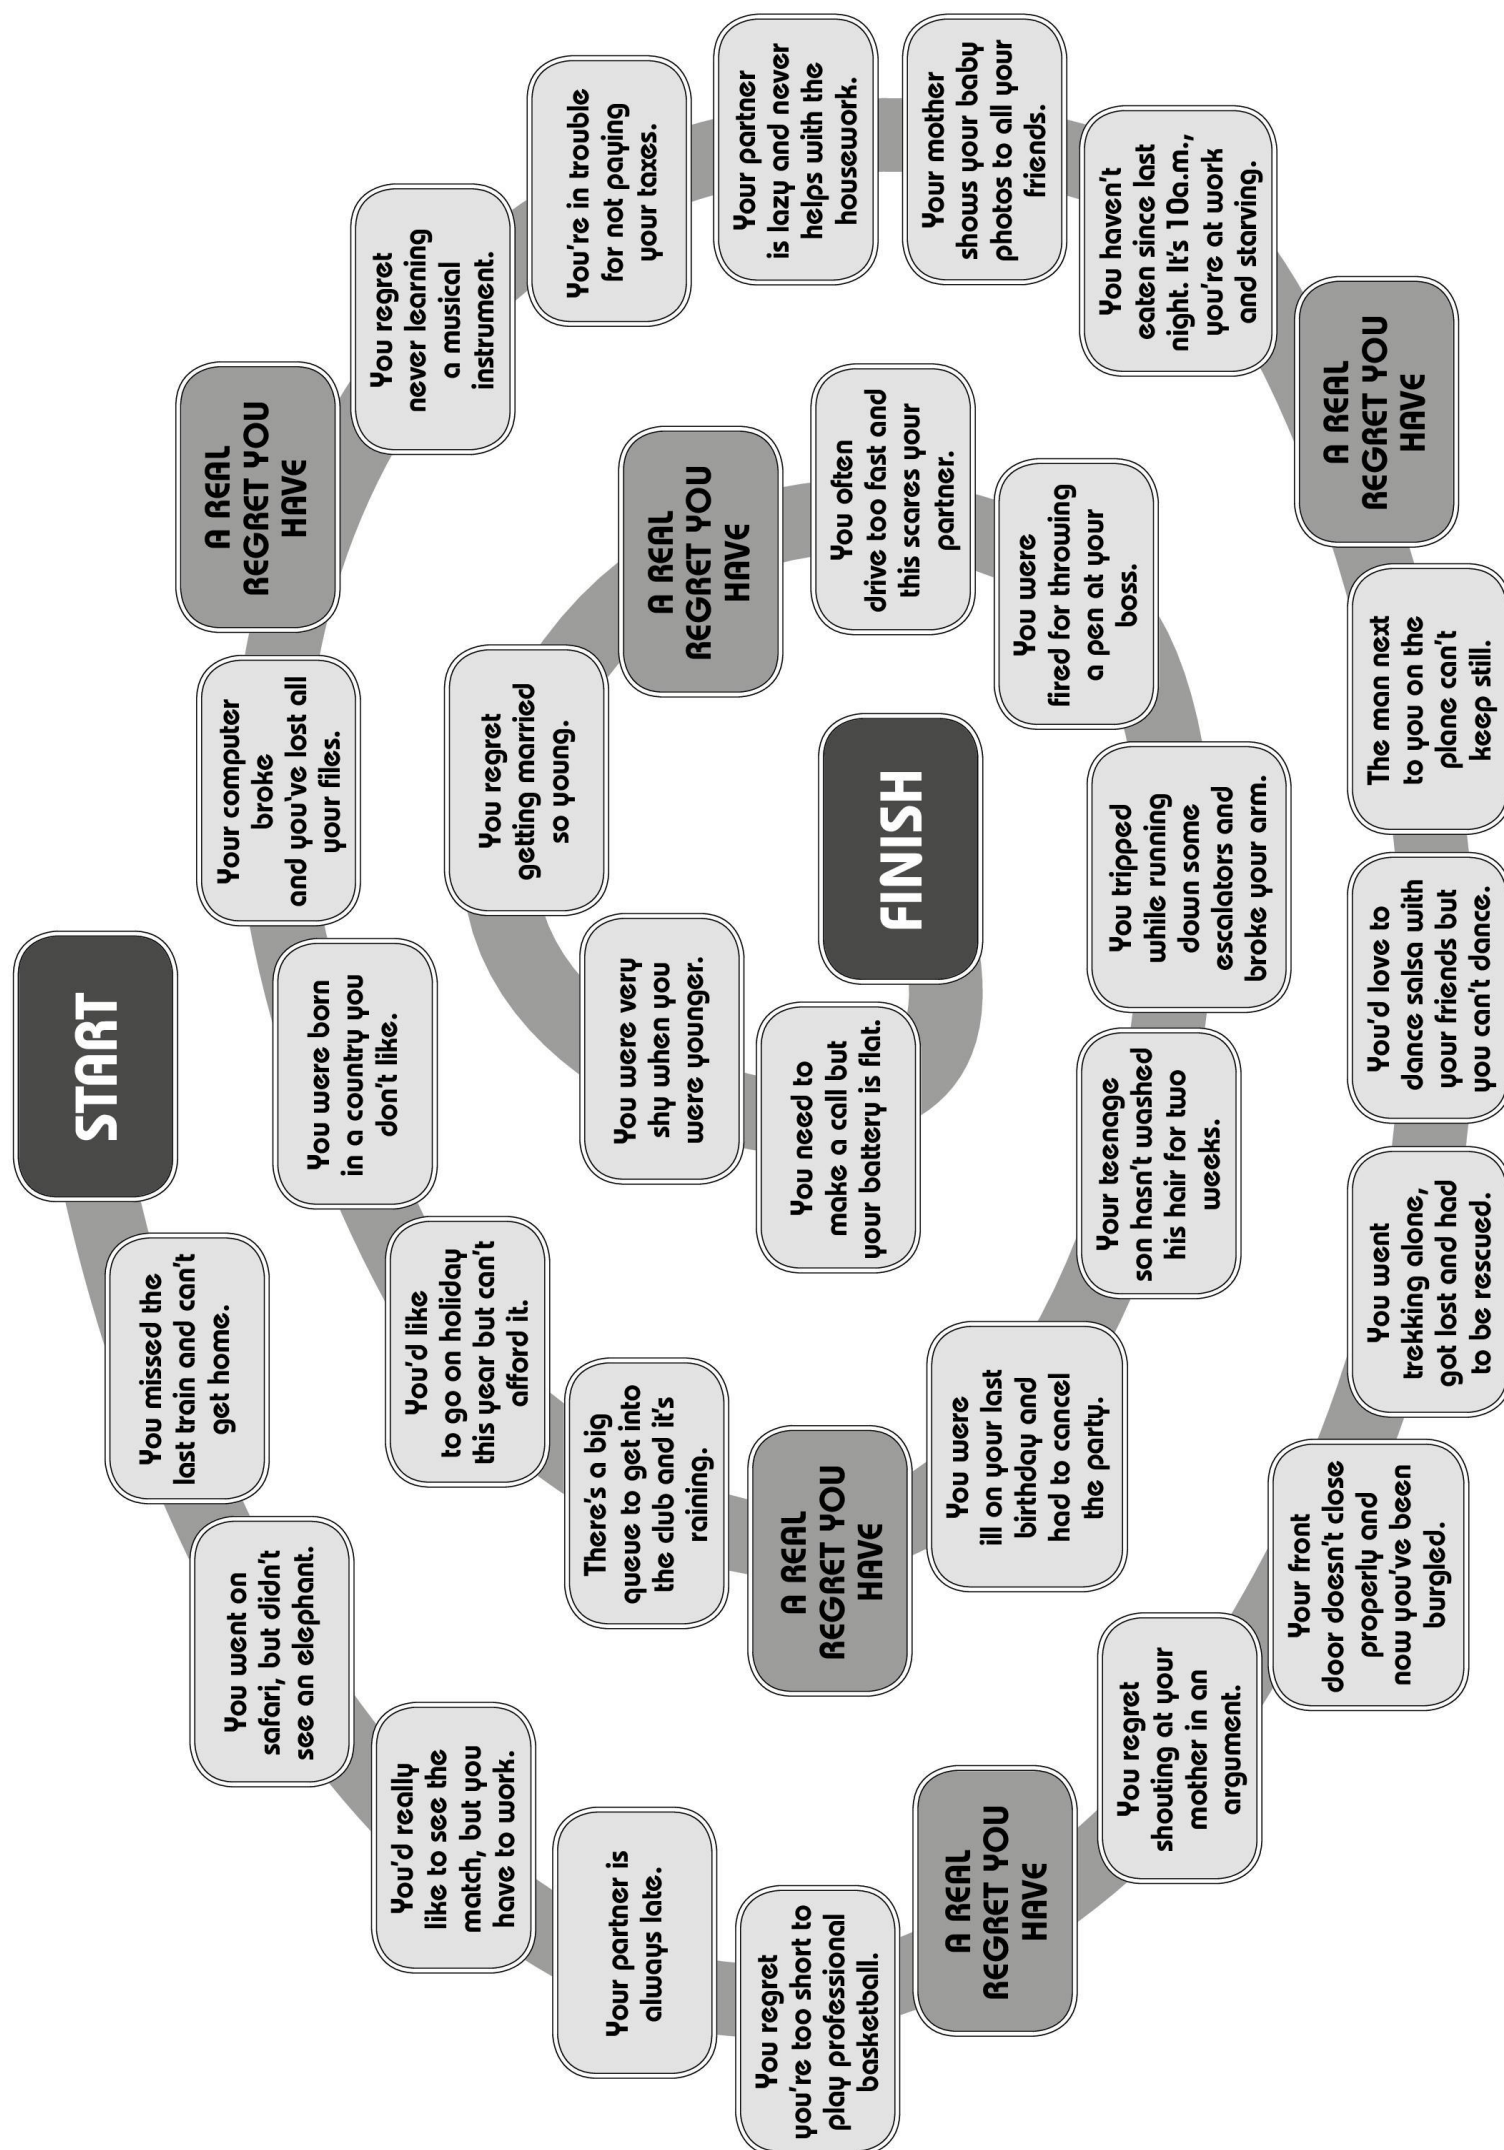 START
You missed the
last train and can't
get home.
You went on
safari, but didn't
see an elephant.
You'd really
like to see the
match, but you
have to work.
Your partner is
always late.
You regret
you're too short to
play professional
basketball.
A REAL
REGRET YOU
HAVE
You regret
shouting at your
mother in an
argument.
Your front
door doesn't close
properly and
now you've been
burgled.
You went
trekking alone,
got lost and had
to be rescued.
You'd love to
dance salsa with
your friends but
you can't dance.
The man next
to you on the
plane can't
keep still.
A REAL
REGRET YOU
HAVE
You haven't
eaten since last
night. It's 10a.m.,
you're at work
and starving.
Your mother
shows your baby
photos to all your
friends.
Your partner
is lazy and never
helps with the
housework.
You're in trouble
for not paying
your taxes.
You regret
never learning
a musical
instrument.
A REAL
REGRET YOU
HAVE
Your computer
broke
and you've lost all
your files.
You were born
in a country you
don't like.
You'd like
to go on holiday
this year but can't
afford it.
There's a big
queue to get into
the club and it's
raining.
A REAL
REGRET YOU
HAVE
You were
ill on your last
birthday and
had to cancel
the party.
Your teenage
son hasn't washed
his hair for two
weeks.
You tripped
while running
down some
escalators and
broke your arm.
You were
fired for throwing
a pen at your
boss.
You often
drive too fast and
this scares your
partner.
A REAL
REGRET YOU
HAVE
You regret
getting married
so young.
You were very
shy when you
were younger.
You need to
make a call but
your battery is flat.
FINISH